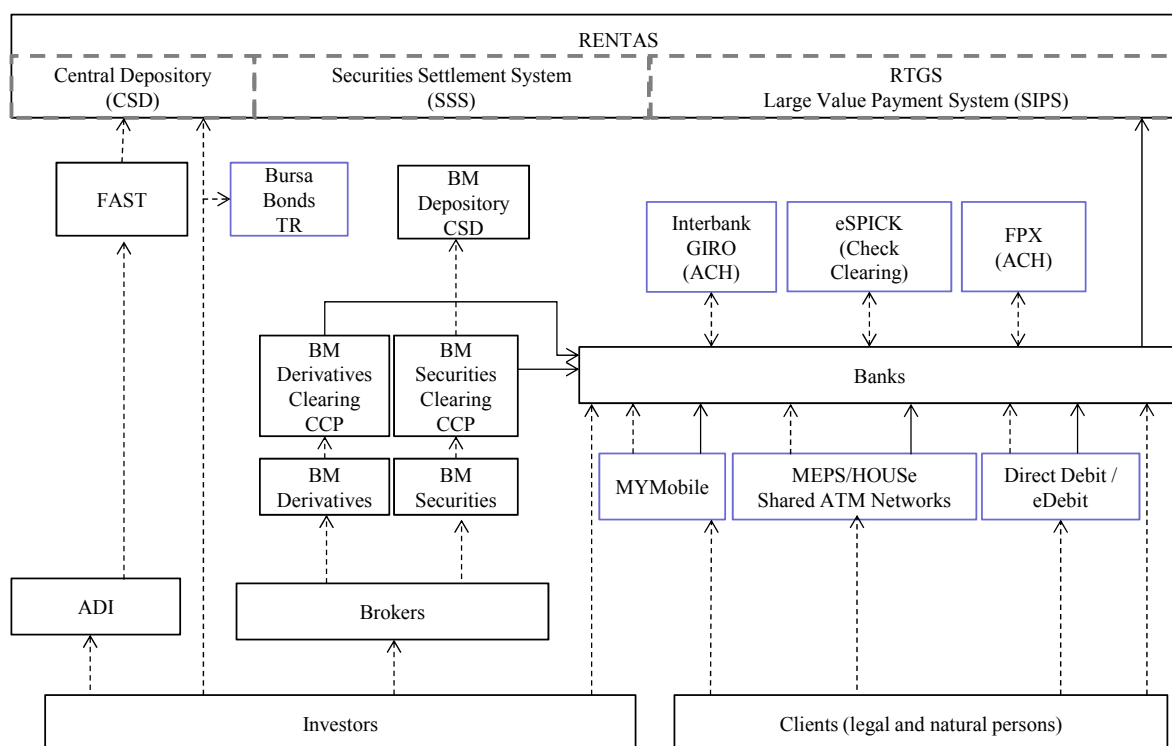 RENTAS
Central Depository
(CSD)
Securities Settlement System
(SSS)
RTGS
Large Value Payment System (SIPS)
FAST
Bursa
Bonds
TR
BM
Depository
CSD
Interbank
GIRO
(ACH)
eSPICK
(Check
Clearing)
FPX
(ACH)
BM
Derivatives
Clearing
CCP
BM
Securities
Clearing
CCP
Banks
BM
Derivatives
BM
Securities
MYMobile
MEPS/HOUSe
Shared ATM Networks
Direct Debit /
eDebit
ADI
Brokers
Investors
Clients (legal and natural persons)